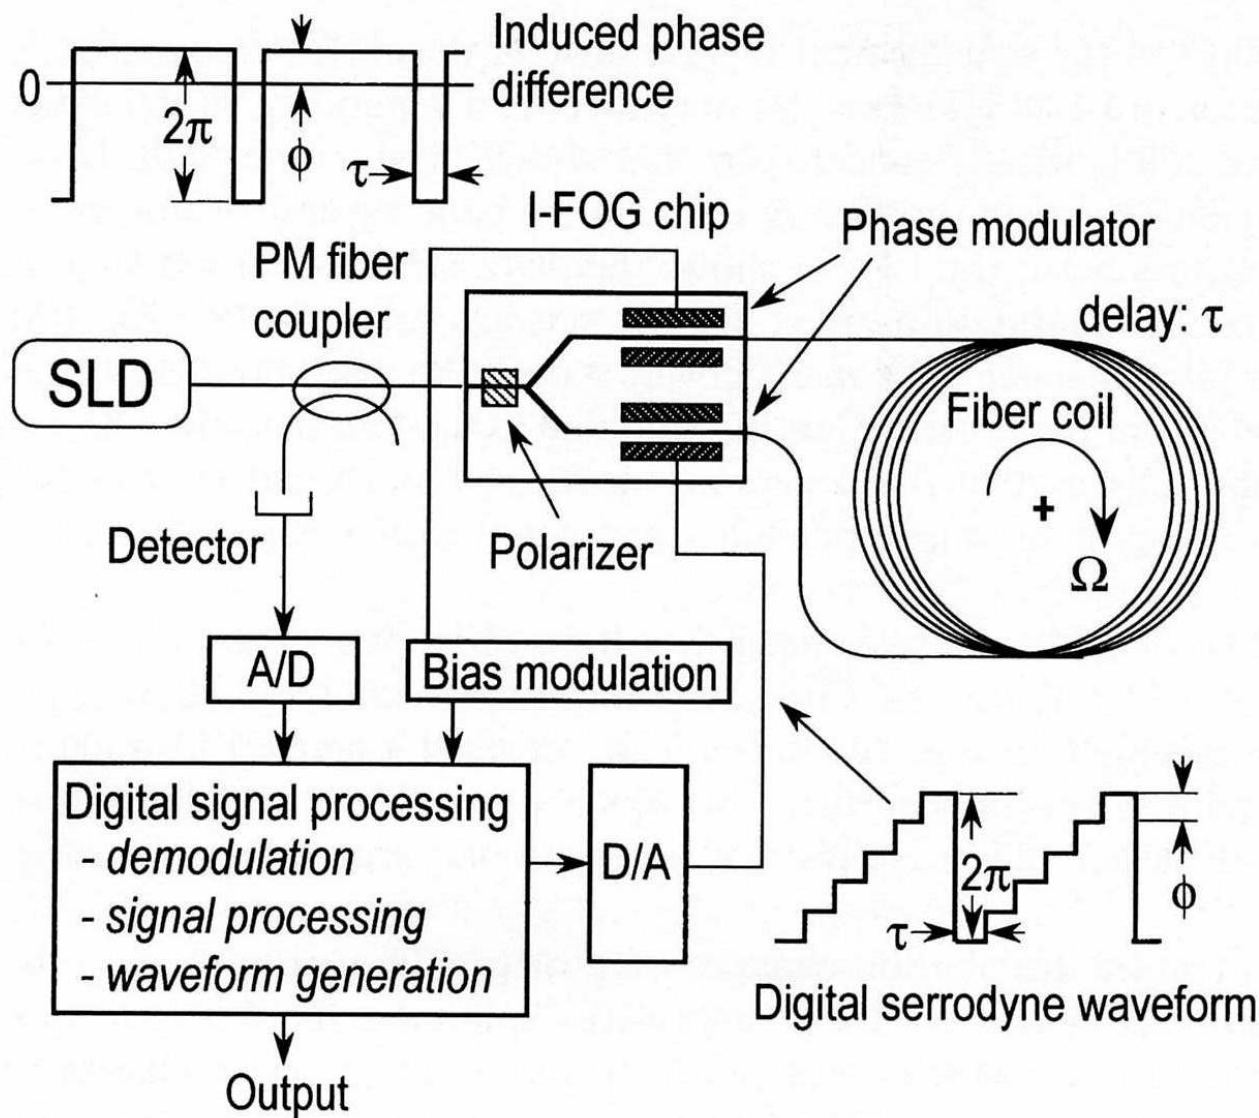 Induced phase
difference
0
2π
ϕ
τ
I-FOG chip
Phase modulator
PM fiber
coupler
delay: τ
SLD
Fiber coil
+
Ω
Detector
Polarizer
A/D
Bias modulation
Digital signal processing
- demodulation
- signal processing
- waveform generation
D/A
2π
ϕ
τ
Digital serrodyne waveform
Output